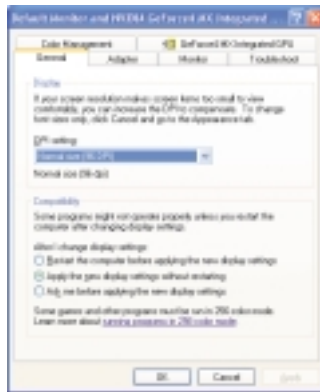 Default Monitor and NVIDIA GeForce4 MX Integrated ...
Color Management
GeForce4 MX Integrated GPU
General
Adapter
Monitor
Troubleshoot
Display
If your screen resolution makes screen items too small to view
comfortably, you can increase the DPI to compensate. To change
font sizes only, click Cancel and go to the Appearance tab.
DPI setting:
Normal size (96 DPI)
Normal size (96 dpi)
Compatibility
Some programs might not operate properly unless you restart the
computer after changing display settings.
After I change display settings:
Restart the computer before applying the new display settings
Apply the new display settings without restarting
Ask me before applying the new display settings
Some games and other programs must be run in 256-color mode.
Learn more about running programs in 256-color mode.
OK
Cancel
Apply